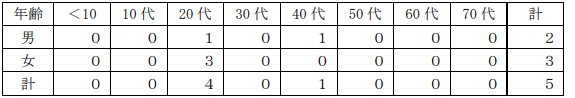 年齢 ＜10 10代 20代 30代 40代 50代 60代 70代 計
男 0 0 1 0 1 0 0 0 2
女 0 0 3 0 0 0 0 0 3
計 0 0 4 0 1 0 0 0 5